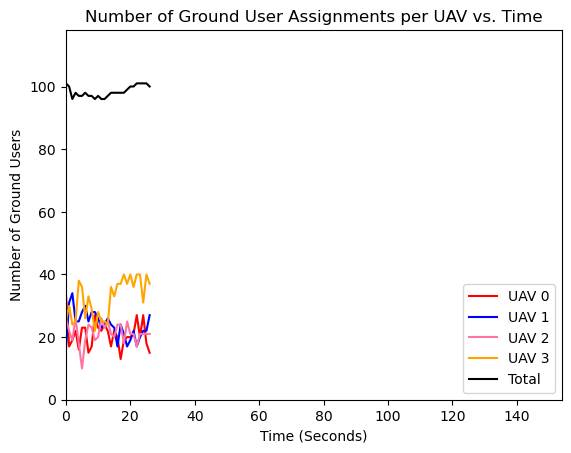 Number of Ground User Assignments per UAV vs. Time
Number of Ground Users
100
80
60
40
20
0
0 20 40 60 80 100 120 140
Time (Seconds)
UAV 0
UAV 1
UAV 2
UAV 3
Total